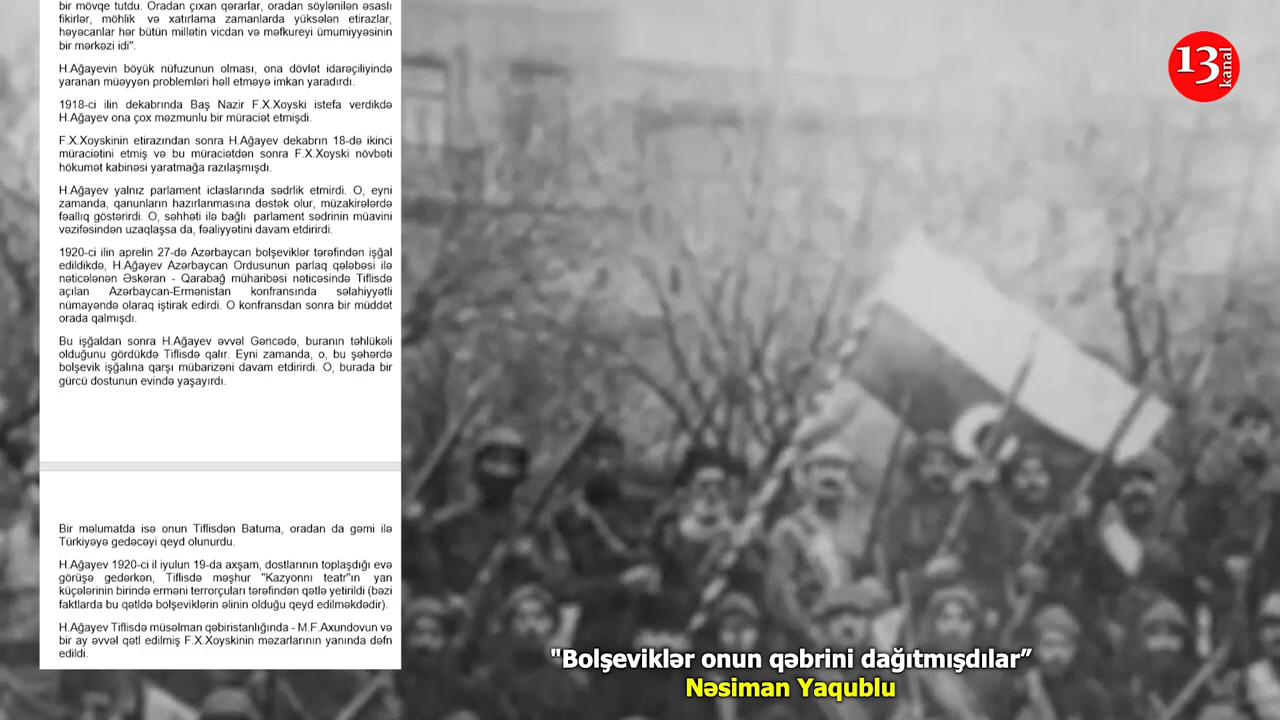 bir mövqe tutdu. Oradan çıxan qərarlar, oradan söylənilən əsaslı
fikirlər, möhlik və xatırlama zamanlarda yüksələn etirazlar,
həyəcanlar hər bütün millətin vicdan və məfkureyi ümumiyyəsinin
bir mərkəzi idi".
H.Ağayevin böyük nüfuzunun olması, ona dövlət idarəçiliyində
yaranan müəyyən problemləri həll etməyə imkan yaradırdı.
1918-ci ilin dekabrında Baş Nazir F.X.Xoyski istefa verdikdə
H.Ağayev ona çox məzmunlu bir müraciət etmişdi.
F.X.Xoyskinin etirazından sonra H.Ağayev dekabrın 18-də ikinci
müraciətini etmiş və bu müraciətdən sonra F.X.Xoyski növbəti
hökumət kabinəsi yaratmağa razılaşmışdı.
H.Ağayev yalnız parlament iclaslarında sədrlik etmirdi. O, eyni
zamanda, qanunların hazırlanmasına dəstək olur, müzakirələrdə
fəallıq göstərirdi. O, səhhəti ilə bağlı parlament sədrinin müavini
vəzifəsindən uzaqlaşsa da, fəaliyyətini davam etdirirdi.
1920-ci ilin aprelin 27-də Azərbaycan bolşeviklər tərəfindən işğal
edildikdə, H.Ağayev Azərbaycan Ordusunun parlaq qələbəsi ilə
nəticələnən Əskəran - Qarabağ müharibəsi nəticəsində Tiflisdə
açılan Azərbaycan-Ermənistan konfransında səlahiyyətli
nümayəndə olaraq iştirak edirdi. O konfransdan sonra bir müddət
orada qalmışdı.
Bu işğaldan sonra H.Ağayev əvvəl Gəncədə, buranın təhlükəli
olduğunu gördükdə Tiflisdə qalır. Eyni zamanda, o, bu şəhərdə
bolşevik işğalına qarşı mübarizəni davam etdirirdi. O, burada bir
gürcü dostunun evində yaşayırdı.
Bir məlumatda isə onun Tiflisdən Batuma, oradan da gəmi ilə
Türkiyəyə gedəcəyi qeyd olunurdu.
H.Ağayev 1920-ci il iyulun 19-da axşam, dostlarının toplaşdığı evə
görüşə gedərkən, Tiflisdə məşhur "Kazyonnı teatr"ın yan
küçələrinin birində erməni terrorçuları tərəfindən qətlə yetirildi (bəzi
faktlarda bu qətldə bolşeviklərin əlinin olduğu qeyd edilməkdədir).
H.Ağayev Tiflisdə müsəlman qəbiristanlığında - M.F.Axundovun və
bir ay əvvəl qətl edilmiş F.X.Xoyskinin məzarlarının yanında dəfn
edildi.
13 kanal
"Bolşeviklər onun qəbrini dağıtmışdılar”
Nəsiman Yaqublu